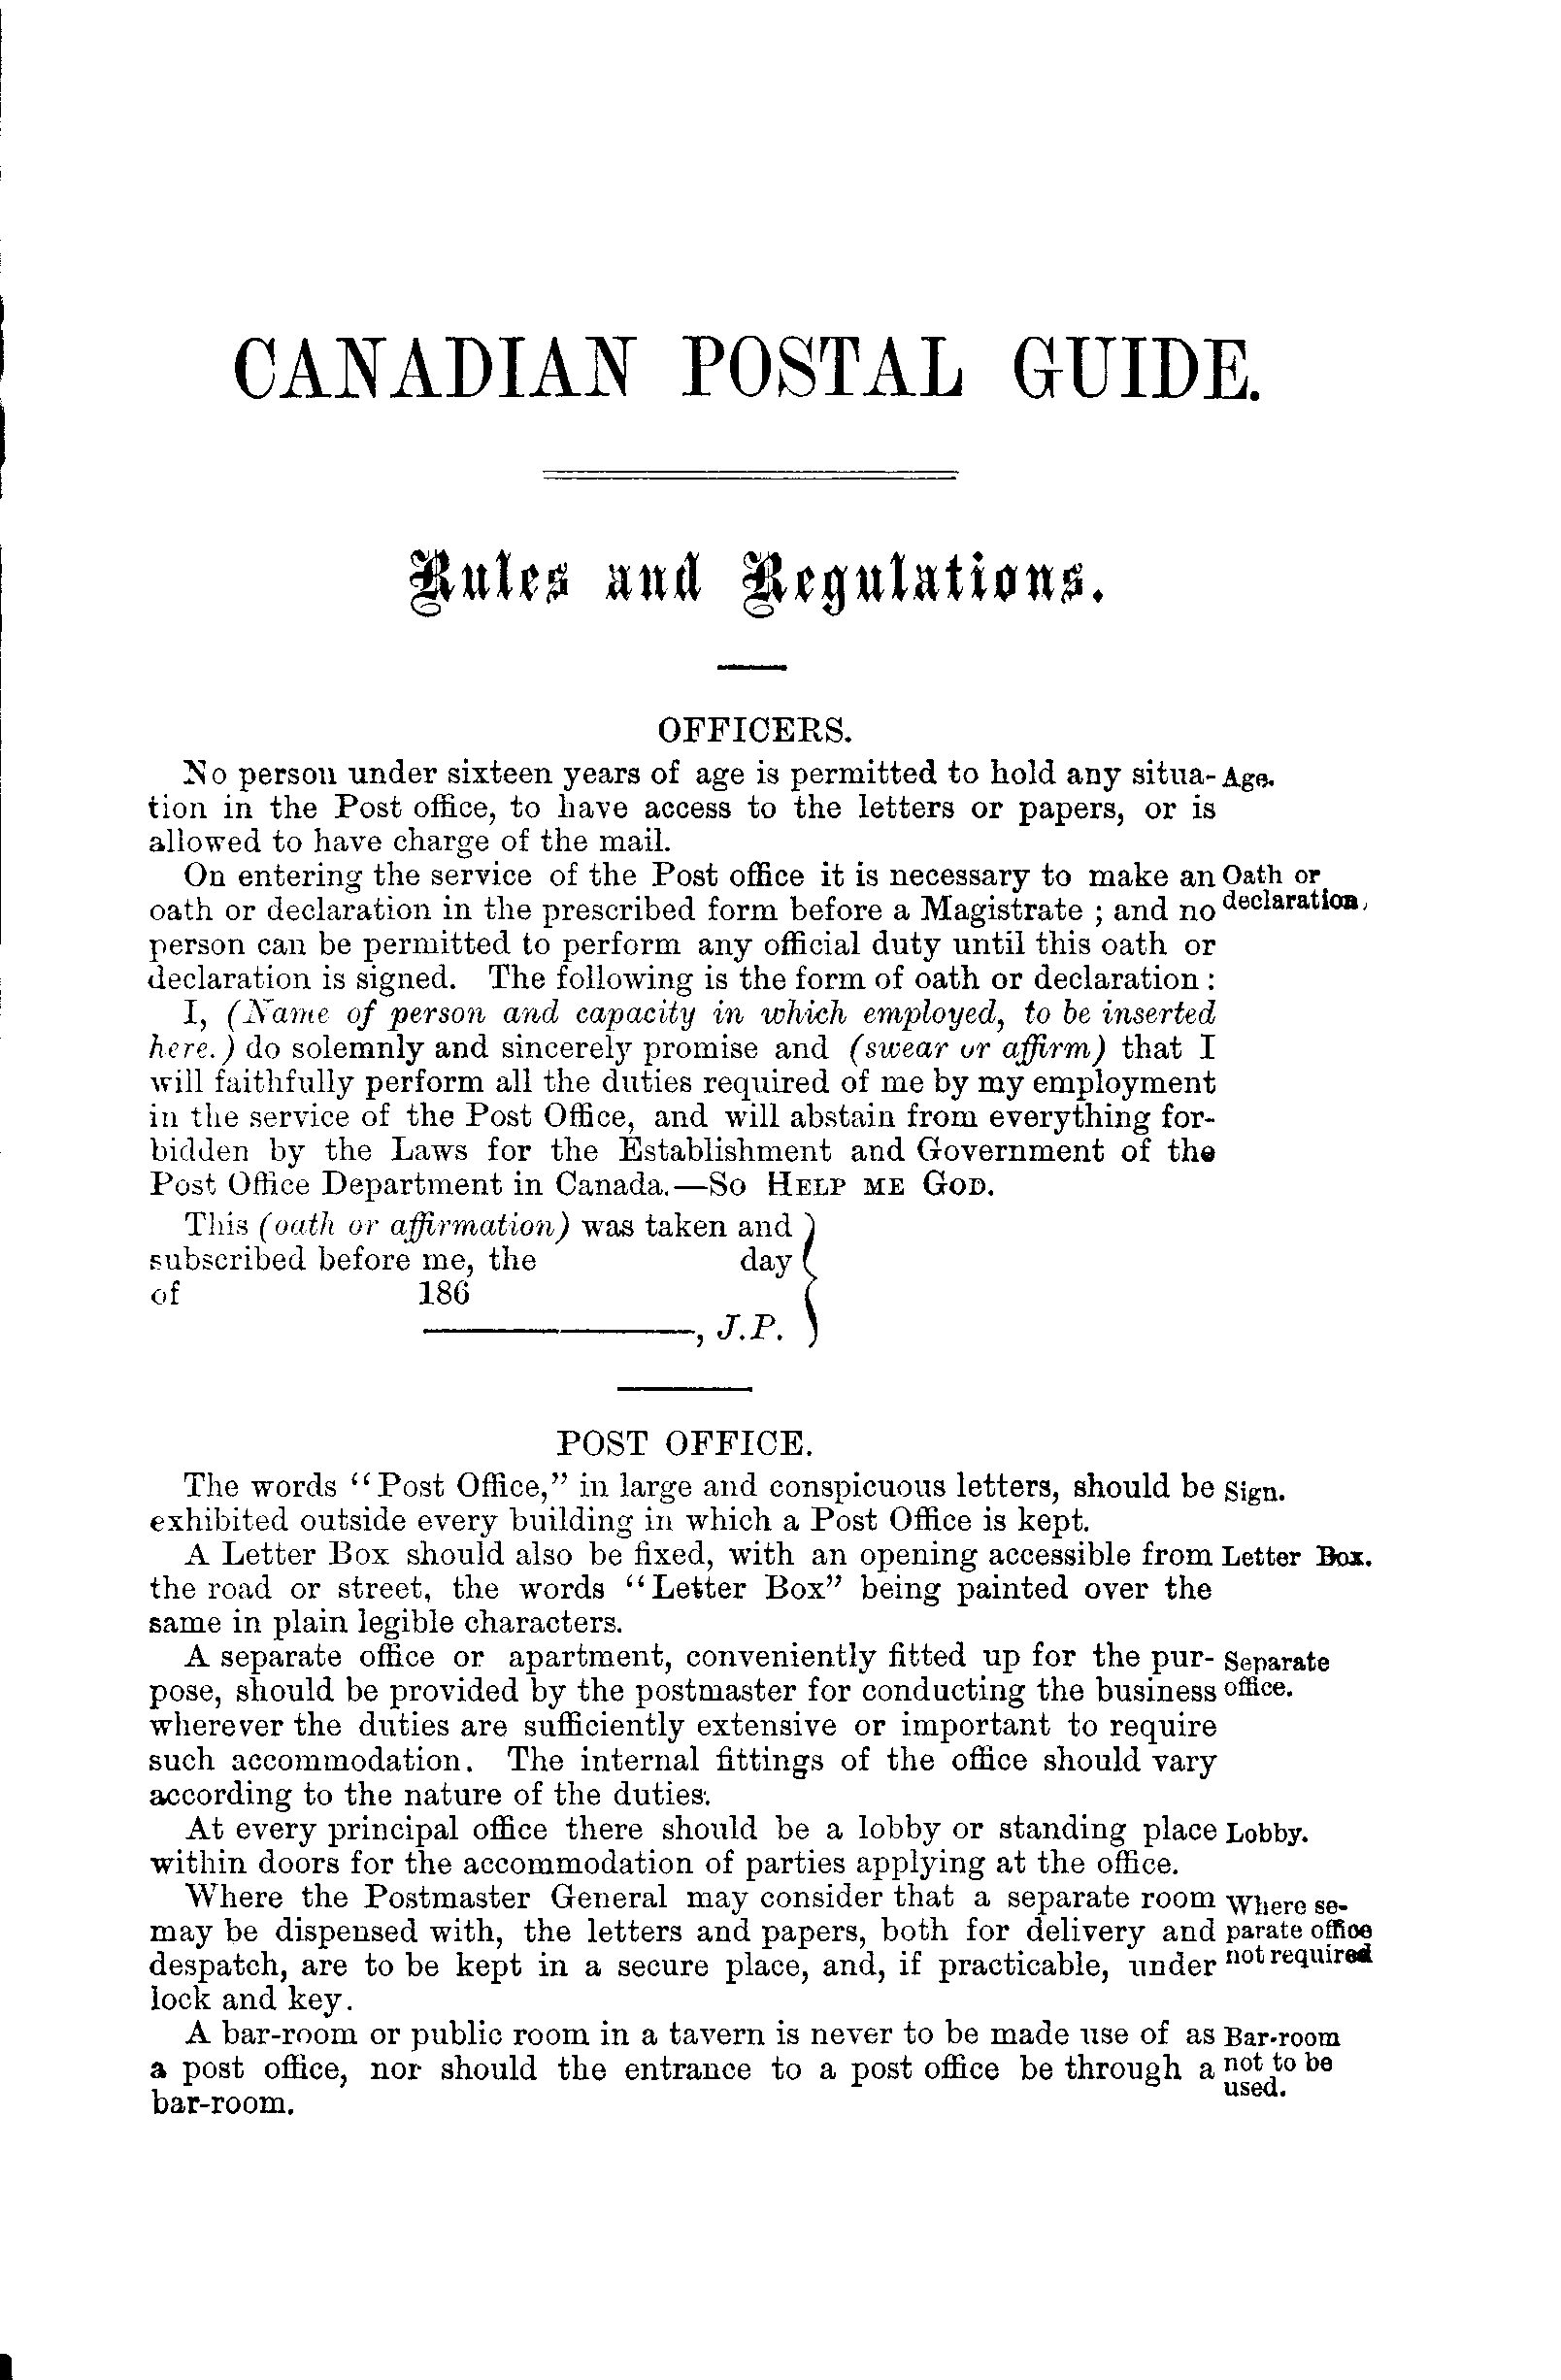 CANADIAN POSTAL GUIDE.
Rules and Regulations.
OFFICERS.
No person under sixteen years of age is permitted to hold any situa- Age.
tion in the Post office, to have access to the letters or papers, or is
allowed to have charge of the mail.
On entering the service of the Post office it is necessary to make an Oath or
oath or declaration in the prescribed form before a Magistrate ; and no declaration,
person can be permitted to perform any official duty until this oath or
declaration is signed. The following is the form of oath or declaration :
I, (Name of person and capacity in which employed, to be inserted
here.) do solemnly and sincerely promise and (swear or affirm) that I
will faithfully perform all the duties required of me by my employment
in the service of the Post Office, and will abstain from everything for-
bidden by the Laws for the Establishment and Government of the
Post Office Department in Canada.—So HELP ME GOD.
This (oath or affirmation) was taken and
subscribed before me, the day
of 186
, J.P.
POST OFFICE.
The words “Post Office,” in large and conspicuous letters, should be Sign.
exhibited outside every building in which a Post Office is kept.
A Letter Box should also be fixed, with an opening accessible from Letter Box.
the road or street, the words “Letter Box” being painted over the
same in plain legible characters.
A separate office or apartment, conveniently fitted up for the pur- Separate
pose, should be provided by the postmaster for conducting the business office.
wherever the duties are sufficiently extensive or important to require
such accommodation. The internal fittings of the office should vary
according to the nature of the duties.
At every principal office there should be a lobby or standing place Lobby.
within doors for the accommodation of parties applying at the office.
Where the Postmaster General may consider that a separate room Where se-
may be dispensed with, the letters and papers, both for delivery and parate office
despatch, are to be kept in a secure place, and, if practicable, under not required
lock and key.
A bar-room or public room in a tavern is never to be made use of as Bar-room
a post office, nor should the entrance to a post office be through a not to be
bar-room. used.